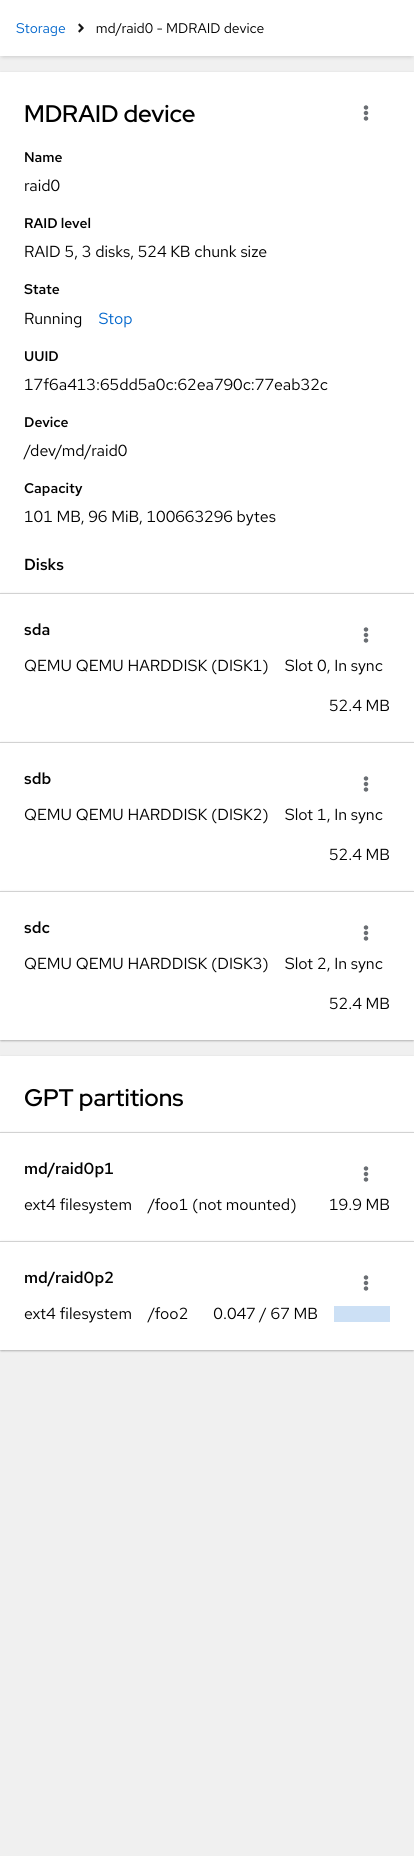 Storage > md/raid0 - MDRAID device
MDRAID device
Name
raid0
RAID level
RAID 5, 3 disks, 524 KB chunk size
State
Running Stop
UUID
17f6a413:65dd5a0c:62ea790c:77eab32c
Device
/dev/md/raid0
Capacity
101 MB, 96 MiB, 100663296 bytes
Disks
sda
QEMU QEMU HARDDISK (DISK1) Slot 0, In sync
52.4 MB
sdb
QEMU QEMU HARDDISK (DISK2) Slot 1, In sync
52.4 MB
sdc
QEMU QEMU HARDDISK (DISK3) Slot 2, In sync
52.4 MB
GPT partitions
md/raid0p1
ext4 filesystem /foo1 (not mounted) 19.9 MB
md/raid0p2
ext4 filesystem /foo2 0.047 / 67 MB